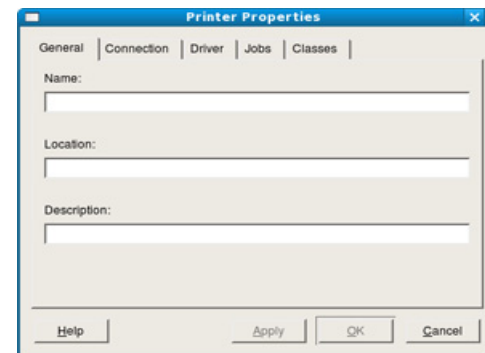 Printer Properties
General Connection Driver Jobs Classes
Name:
Location:
Description:
Help Apply OK Cancel